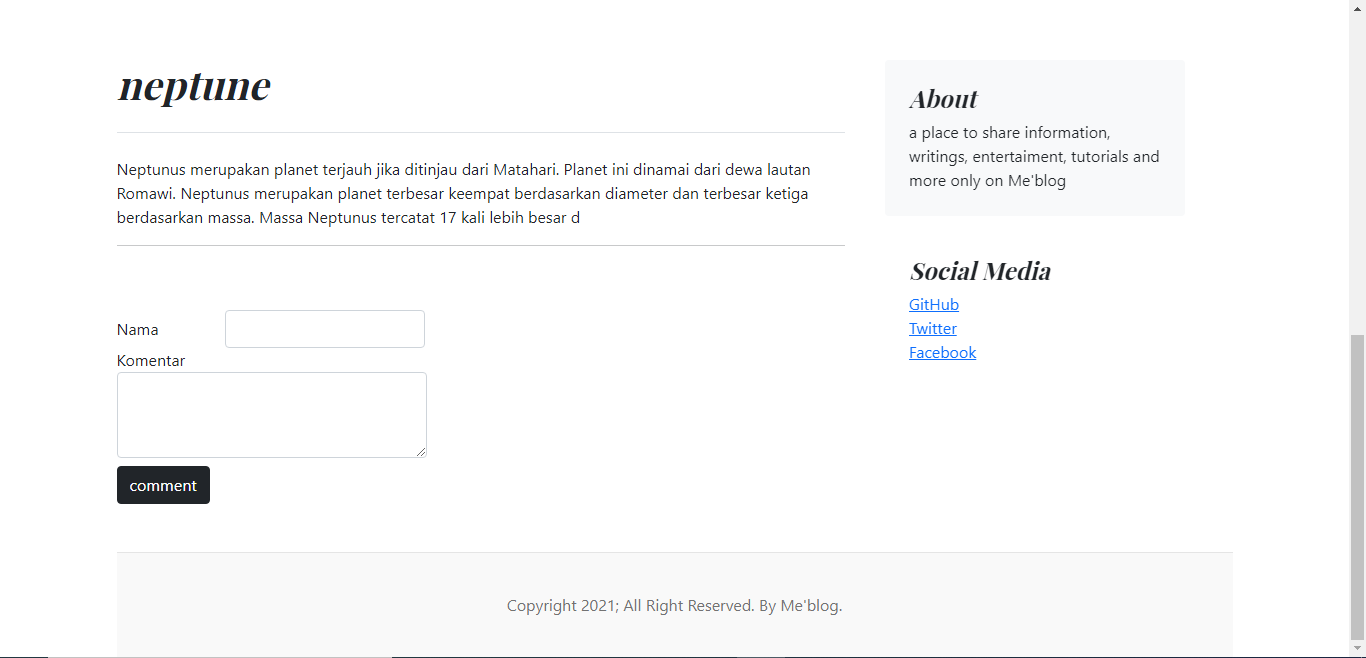 neptune
Neptunus merupakan planet terjauh jika ditinjau dari Matahari. Planet ini dinamai dari dewa lautan
Romawi. Neptunus merupakan planet terbesar keempat berdasarkan diameter dan terbesar ketiga
berdasarkan massa. Massa Neptunus tercatat 17 kali lebih besar d
Nama
Komentar
comment
About
a place to share information,
writings, entertaiment, tutorials and
more only on Me'blog
Social Media
GitHub
Twitter
Facebook
Copyright 2021; All Right Reserved. By Me'blog.